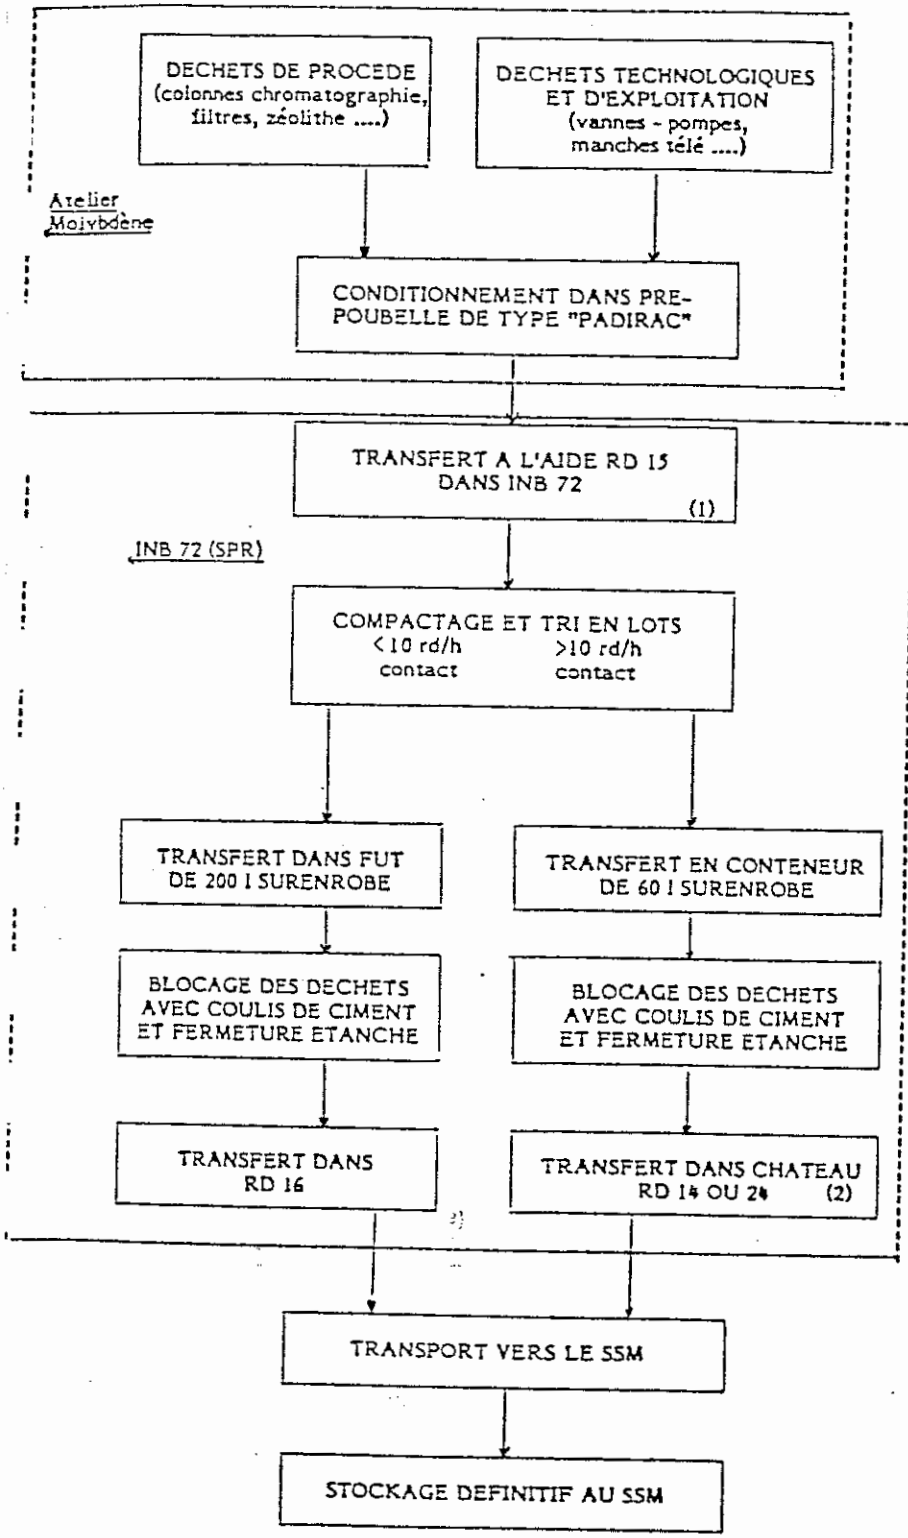 DECHETS DE PROCEDE
(colonnes chromatographie,
filtres, zéolithe ....)
DECHETS TECHNOLOGIQUES
ET D'EXPLOITATION
(vannes - pompes,
manches télé ....)
Atelier
Molybdène
CONDITIONNEMENT DANS PRE-
POUBELLE DE TYPE "PADIRAC"
TRANSFERT A L'AIDE RD 15
DANS INB 72
(1)
INB 72 (SPR)
COMPACTAGE ET TRI EN LOTS
<10 rd/h >10 rd/h
contact contact
TRANSFERT DANS FUT
DE 200 l SURENROBE
TRANSFERT EN CONTENEUR
DE 60 l SURENROBE
BLOCAGE DES DECHETS
AVEC COULIS DE CIMENT
ET FERMETURE ETANCHE
BLOCAGE DES DECHETS
AVEC COULIS DE CIMENT
ET FERMETURE ETANCHE
TRANSFERT DANS
RD 16
TRANSFERT DANS CHATEAU
RD 14 OU 24 (2)
TRANSPORT VERS LE SSM
STOCKAGE DEFINITIF AU SSM